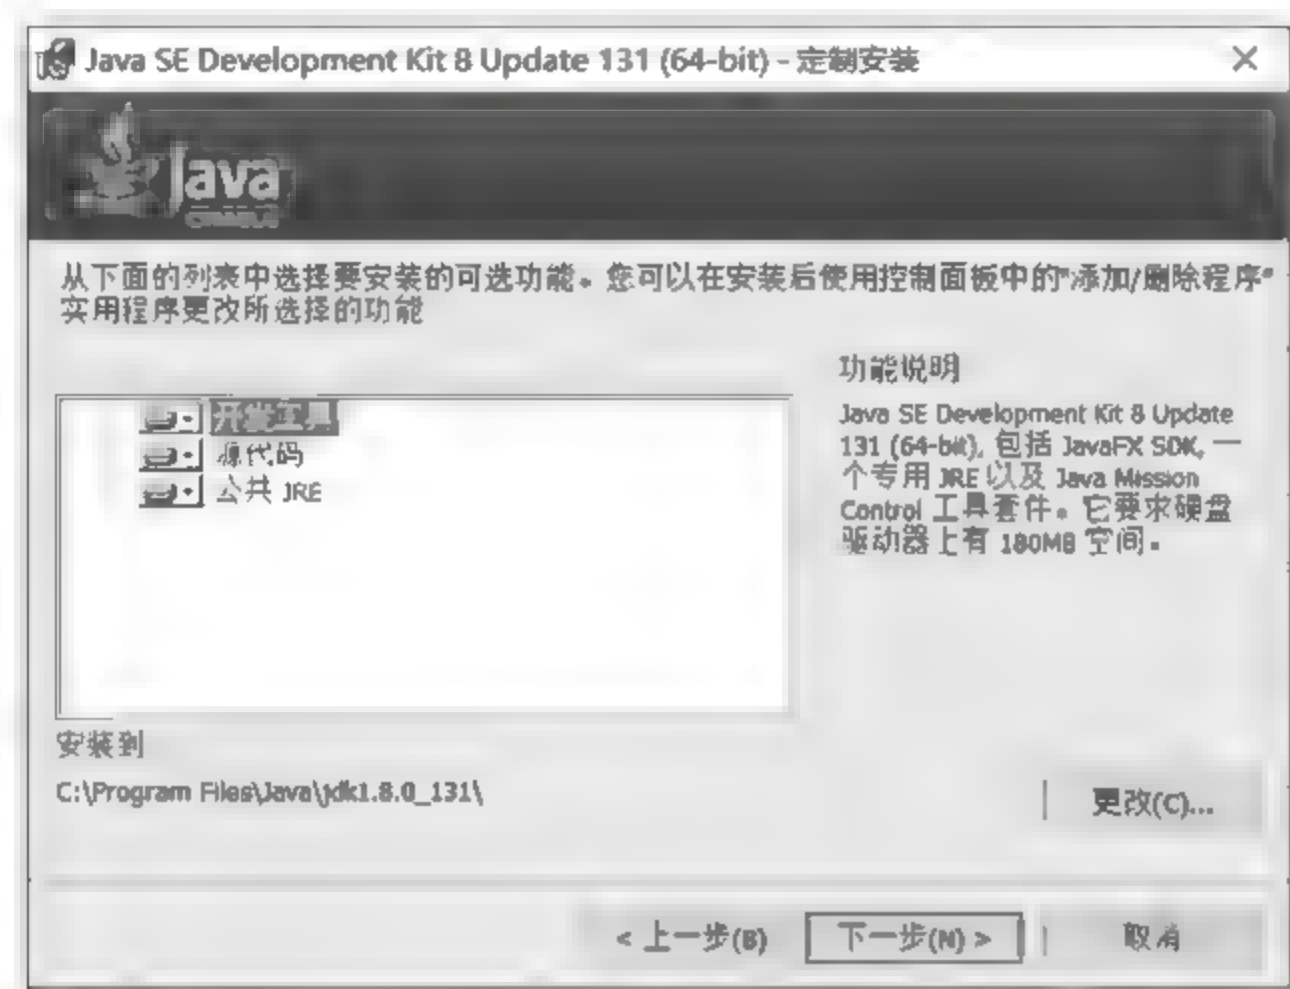 Java SE Development Kit 8 Update 131 (64-bit) - 定制安装
Java
从下面的列表中选择要安装的可选功能。您可以在安装后使用控制面板中的"添加/删除程序"
实用程序更改所选择的功能
功能说明
开发工具
源代码
公共 JRE
Java SE Development Kit 8 Update
131 (64-bit), 包括 JavaFX SDK, 一
个专用 JRE 以及 Java Mission
Control 工具套件。它要求硬盘
驱动器上有 180MB 空间。
安装到
C:\Program Files\Java\jdk1.8.0_131\
更改(C)...
< 上一步(B)
下一步(N) >
取消